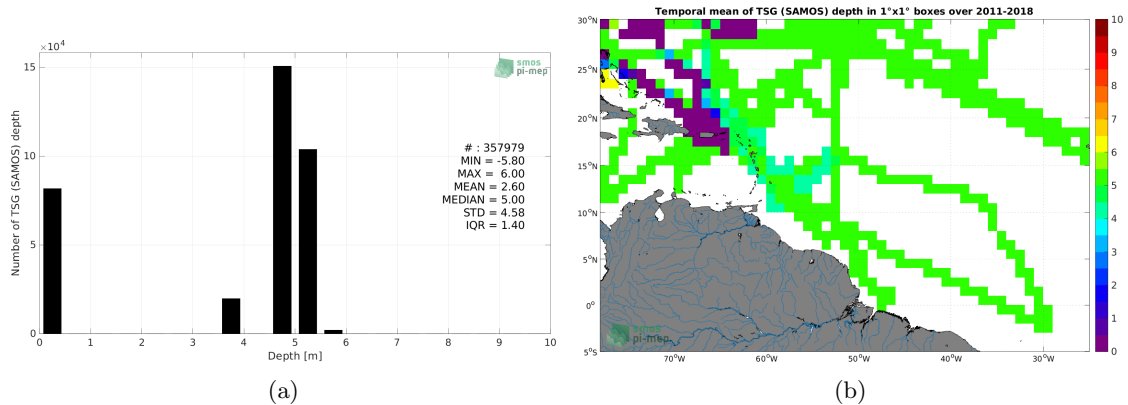 ×10⁴
15
10
5
0
Number of TSG (SAMOS) depth
smos
pi-mep
# : 357979
MIN = -5.80
MAX = 6.00
MEAN = 2.60
MEDIAN = 5.00
STD = 4.58
IQR = 1.40
0 1 2 3 4 5 6 7 8 9 10
Depth [m]
(a)
Temporal mean of TSG (SAMOS) depth in 1°x1° boxes over 2011-2018
30°N
25°N
20°N
15°N
10°N
5°N
0°
5°S
smos
pi-mep
70°W 60°W 50°W 40°W 30°W
10
9
8
7
6
5
4
3
2
1
0
(b)